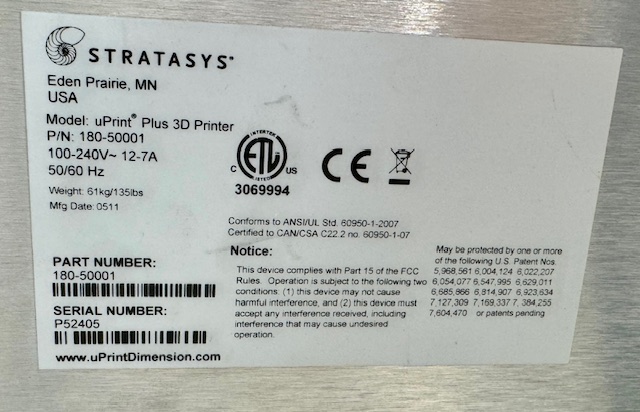 STRATASYS
Eden Prairie, MN
USA
Model: uPrint® Plus 3D Printer
P/N: 180-50001
100-240V~ 12-7A
50/60 Hz
Weight: 61kg/135lbs
Mfg Date: 0511
INTERTEK
C ETL US
LISTED
3069994
CE
Conforms to ANSI/UL Std. 60950-1-2007
Certified to CAN/CSA C22.2 no. 60950-1-07
PART NUMBER:
180-50001
SERIAL NUMBER:
P52405
www.uPrintDimension.com
Notice:
This device complies with Part 15 of the FCC
Rules. Operation is subject to the following two
conditions: (1) this device may not cause
harmful interference, and (2) this device must
accept any interference received, including
interference that may cause undesired
operation.
May be protected by one or more
of the following U.S. Patent Nos.
5,968,561 6,004,124 6,022,207
6,054,077 5,547,995 6,629,011
6,685,866 6,814,907 6,923,634
7,127,309 7,169,337 7,384,255
7,604,470 or patents pending